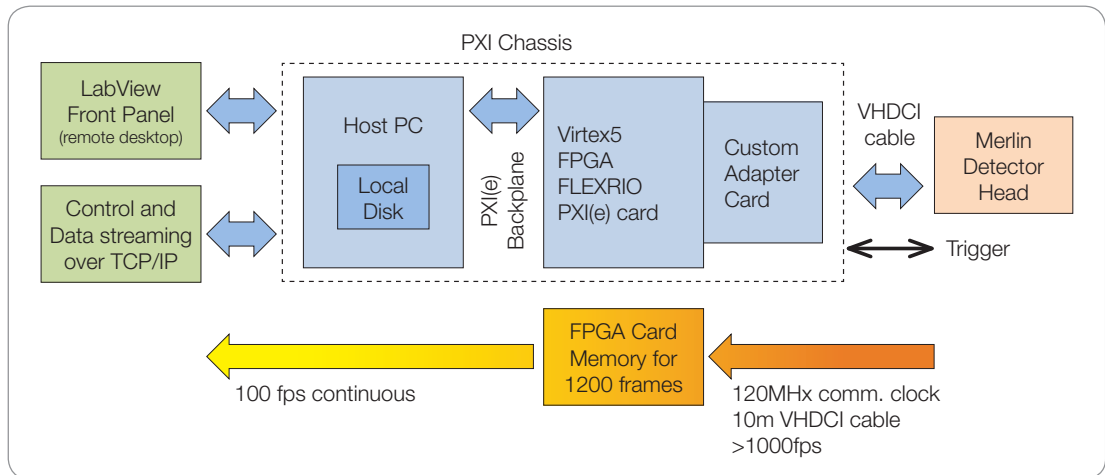 PXI Chassis
LabView
Front Panel
(remote desktop)
Control and
Data streaming
over TCP/IP
Host PC
Local
Disk
PXI(e)
Backplane
Virtex5
FPGA
FLEXRIO
PXI(e) card
Custom
Adapter
Card
VHDCI
cable
Merlin
Detector
Head
Trigger
100 fps continuous
FPGA Card
Memory for
1200 frames
120MHx comm. clock
10m VHDCI cable
>1000fps